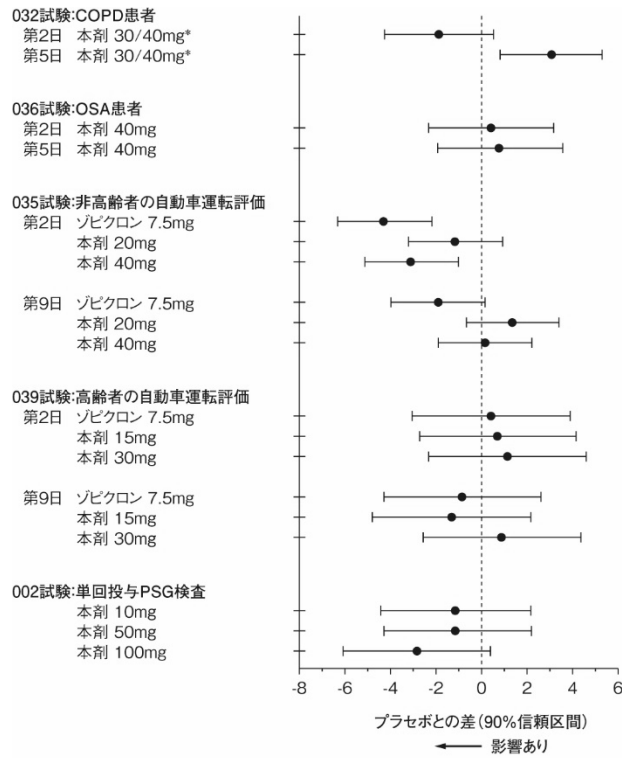 032試験:COPD患者
第2日 本剤 30/40mg*
第5日 本剤 30/40mg*
036試験:OSA患者
第2日 本剤 40mg
第5日 本剤 40mg
035試験:非高齢者の自動車運転評価
第2日 ゾピクロン 7.5mg
本剤 20mg
本剤 40mg
第9日 ゾピクロン 7.5mg
本剤 20mg
本剤 40mg
039試験:高齢者の自動車運転評価
第2日 ゾピクロン 7.5mg
本剤 15mg
本剤 30mg
第9日 ゾピクロン 7.5mg
本剤 15mg
本剤 30mg
002試験:単回投与PSG検査
本剤 10mg
本剤 50mg
本剤 100mg
-8 -6 -4 -2 0 2 4 6
プラセボとの差(90%信頼区間)
← 影響あり